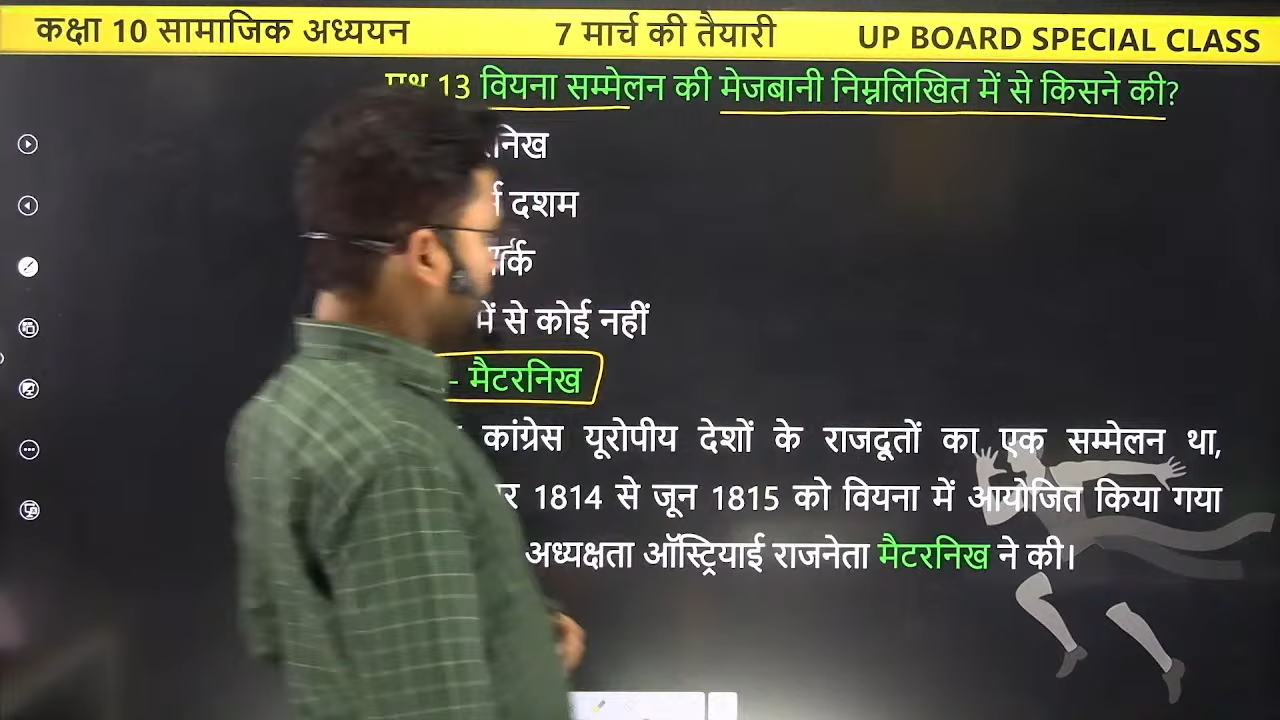 कक्षा 10 सामाजिक अध्ययन 7 मार्च की तैयारी UP BOARD SPECIAL CLASS
13 वियना सम्मेलन की मेजबानी निम्नलिखित में से किसने की?
दशम
में से कोई नहीं
- मैटरनिख
कांग्रेस यूरोपीय देशों के राजदूतों का एक सम्मेलन था,
1814 से जून 1815 को वियना में आयोजित किया गया
अध्यक्षता ऑस्ट्रियाई राजनेता मैटरनिख ने की।